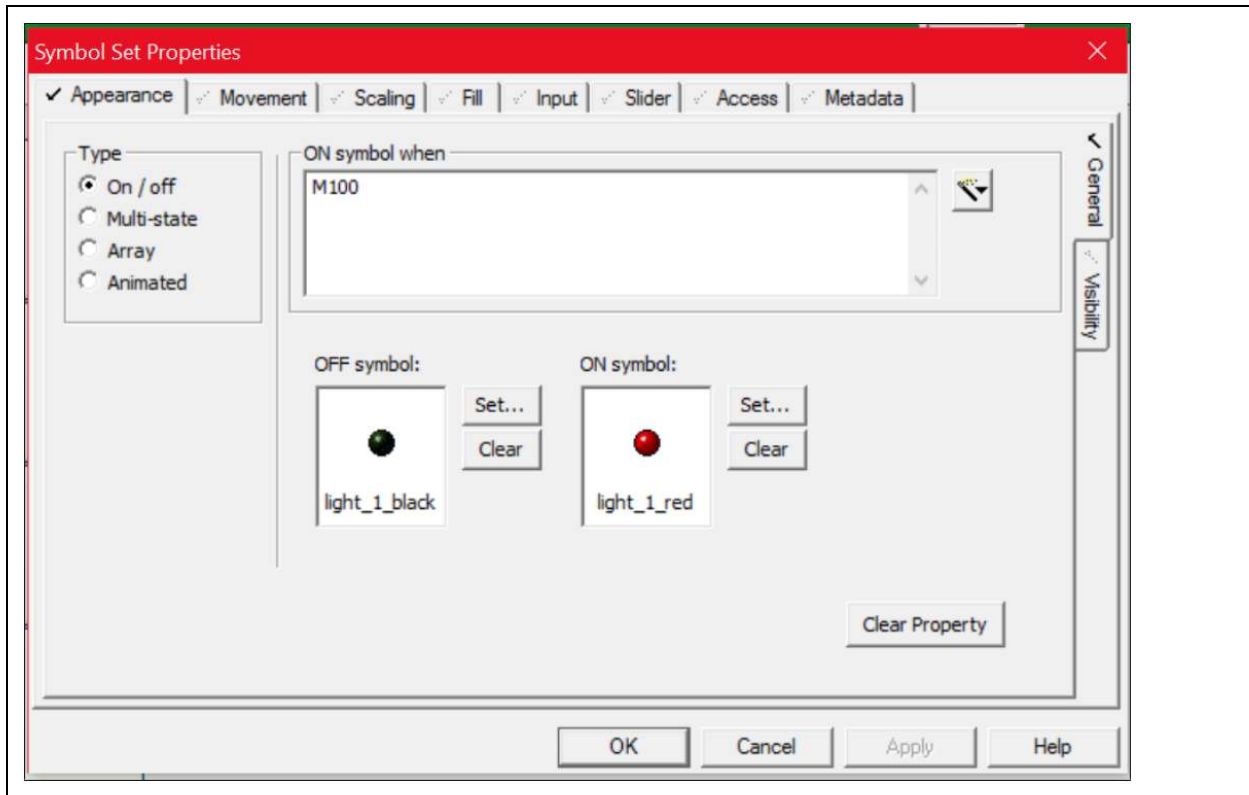 Symbol Set Properties
Appearance Movement Scaling Fill Input Slider Access Metadata
General
Visibility
Type
On / off
Multi-state
Array
Animated
ON symbol when
M100
OFF symbol:
light_1_black
Set...
Clear
ON symbol:
light_1_red
Set...
Clear
Clear Property
OK Cancel Apply Help